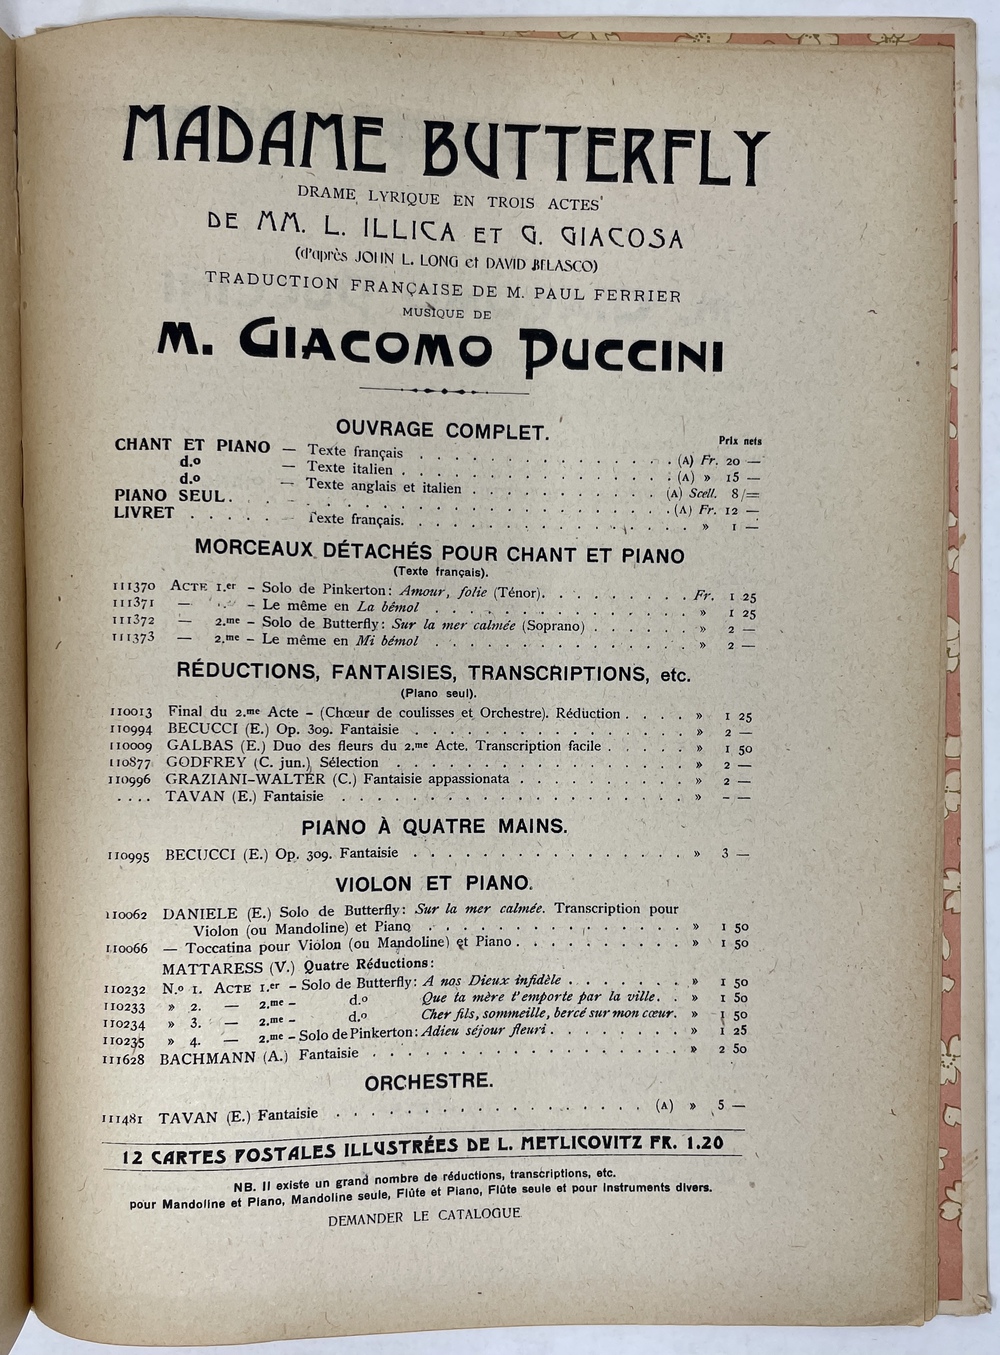 MADAME BUTTERFLY
DRAME LYRIQUE EN TROIS ACTES
DE MM. L. ILLICA ET G. GIACOSA
(d'après JOHN L. LONG et DAVID BELASCO)
TRADUCTION FRANÇAISE DE M. PAUL FERRIER
MUSIQUE DE
M. GIACOMO PUCCINI
OUVRAGE COMPLET.
Prix nets
CHANT ET PIANO — Texte français . . . . . . . . . . . . . . . (A) Fr. 20 —
d.o — Texte italien . . . . . . . . . . . . . . . . (A) » 15 —
d.o — Texte anglais et italien . . . . . . . . . . . (A) Scell. 8/=
PIANO SEUL. . . . . . . . . . . . . . . . . . . . . (A) Fr. 12 —
LIVRET . . . . . — Texte français. . . . . . . . . . . . . . . . » 1 —
MORCEAUX DÉTACHÉS POUR CHANT ET PIANO
(Texte français).
111370 ACTE 1.er – Solo de Pinkerton: Amour, folie (Ténor). . . . . . . . . Fr. 1 25
111371 — .. – Le même en La bémol . . . . . . . . . . . . . . . » 1 25
111372 — 2.me – Solo de Butterfly: Sur la mer calmée (Soprano) . . . . . . » 2 —
111373 — 2.me – Le même en Mi bémol . . . . . . . . . . . . . . . » 2 —
RÉDUCTIONS, FANTAISIES, TRANSCRIPTIONS, etc.
(Piano seul).
110013 Final du 2.me Acte – (Chœur de coulisses et Orchestre). Réduction . . . . » 1 25
110994 BECUCCI (E.) Op. 309. Fantaisie . . . . . . . . . . . . . . . . » 2 —
110009 GALBAS (E.) Duo des fleurs du 2.me Acte. Transcription facile . . . . . » 1 50
110877 GODFREY (C. jun.) Sélection . . . . . . . . . . . . . . . . » 2 —
110996 GRAZIANI-WALTER (C.) Fantaisie appassionata . . . . . . . . . . » 2 —
. . . . TAVAN (E.) Fantaisie . . . . . . . . . . . . . . . . . . . » – —
PIANO À QUATRE MAINS.
110995 BECUCCI (E.) Op. 309. Fantaisie . . . . . . . . . . . . . . . . » 3 —
VIOLON ET PIANO.
110062 DANIELE (E.) Solo de Butterfly: Sur la mer calmée. Transcription pour
Violon (ou Mandoline) et Piano . . . . . . . . . . . . . . . » 1 50
110066 — Toccatina pour Violon (ou Mandoline) et Piano . . . . . . . . . . » 1 50
MATTARESS (V.) Quatre Réductions:
110232 N.o 1. ACTE 1.er – Solo de Butterfly: A nos Dieux infidèle . . . . . . . » 1 50
110233 » 2. — 2.me – d.o Que ta mère t'emporte par la ville. . » 1 50
110234 » 3. — 2.me – d.o Cher fils, sommeille, bercé sur mon cœur. » 1 50
110235 » 4. — 2.me – Solo de Pinkerton: Adieu séjour fleuri . . . . . . . . » 1 25
111628 BACHMANN (A.) Fantaisie . . . . . . . . . . . . . . . . . . » 2 50
ORCHESTRE.
111481 TAVAN (E.) Fantaisie . . . . . . . . . . . . . . . . . (A) » 5 —
12 CARTES POSTALES ILLUSTRÉES DE L. METLICOVITZ FR. 1.20
NB. Il existe un grand nombre de réductions, transcriptions, etc.
pour Mandoline et Piano, Mandoline seule, Flûte et Piano, Flûte seule et pour Instruments divers.
DEMANDER LE CATALOGUE